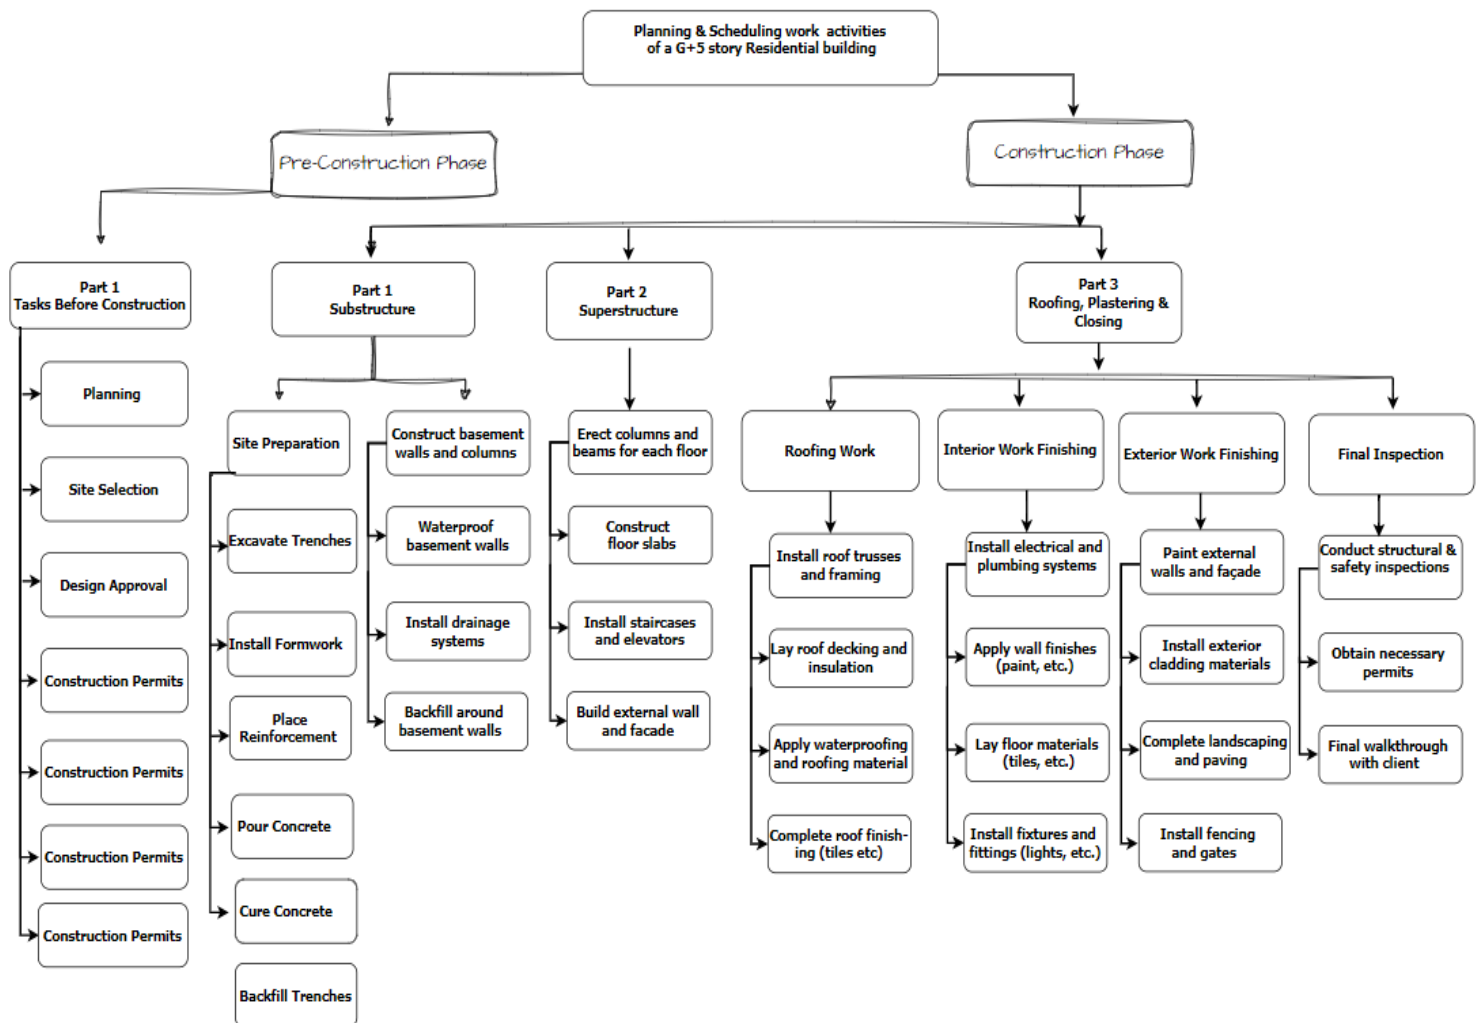 Planning & Scheduling work activities
of a G+5 story Residential building
Pre-Construction Phase
Construction Phase
Part 1
Tasks Before Construction
Part 1
Substructure
Part 2
Superstructure
Part 3
Roofing, Plastering &
Closing
Planning
Site Selection
Design Approval
Construction Permits
Construction Permits
Construction Permits
Construction Permits
Site Preparation
Excavate Trenches
Install Formwork
Place
Reinforcement
Pour Concrete
Cure Concrete
Backfill Trenches
Construct basement
walls and columns
Waterproof
basement walls
Install drainage
systems
Backfill around
basement walls
Erect columns and
beams for each floor
Construct
floor slabs
Install staircases
and elevators
Build external wall
and facade
Roofing Work
Install roof trusses
and framing
Lay roof decking and
insulation
Apply waterproofing
and roofing material
Complete roof finish-
ing (tiles etc)
Interior Work Finishing
Install electrical and
plumbing systems
Apply wall finishes
(paint, etc.)
Lay floor materials
(tiles, etc.)
Install fixtures and
fittings (lights, etc.)
Exterior Work Finishing
Paint external
walls and façade
Install exterior
cladding materials
Complete landscaping
and paving
Install fencing
and gates
Final Inspection
Conduct structural &
safety inspections
Obtain necessary
permits
Final walkthrough
with client